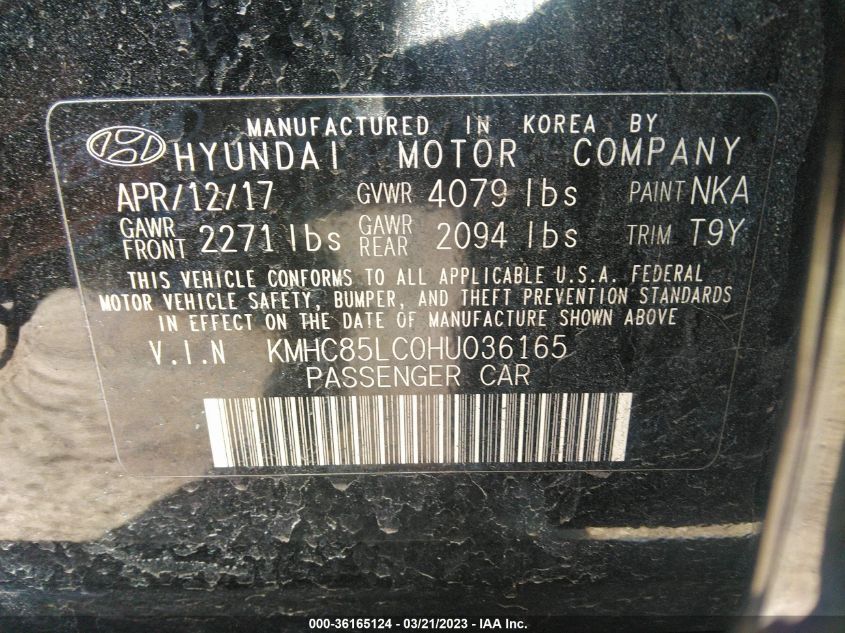 MANUFACTURED IN KOREA BY
HYUNDAI MOTOR COMPANY
APR/12/17 GVWR 4079 lbs PAINT NKA
GAWR FRONT 2271 lbs GAWR REAR 2094 lbs TRIM T9Y
THIS VEHICLE CONFORMS TO ALL APPLICABLE U.S.A. FEDERAL
MOTOR VEHICLE SAFETY, BUMPER, AND THEFT PREVENTION STANDARDS
IN EFFECT ON THE DATE OF MANUFACTURE SHOWN ABOVE
V.I.N KMHC85LC0HU036165
PASSENGER CAR
000-36165124 - 03/21/2023 - © IAA Inc.